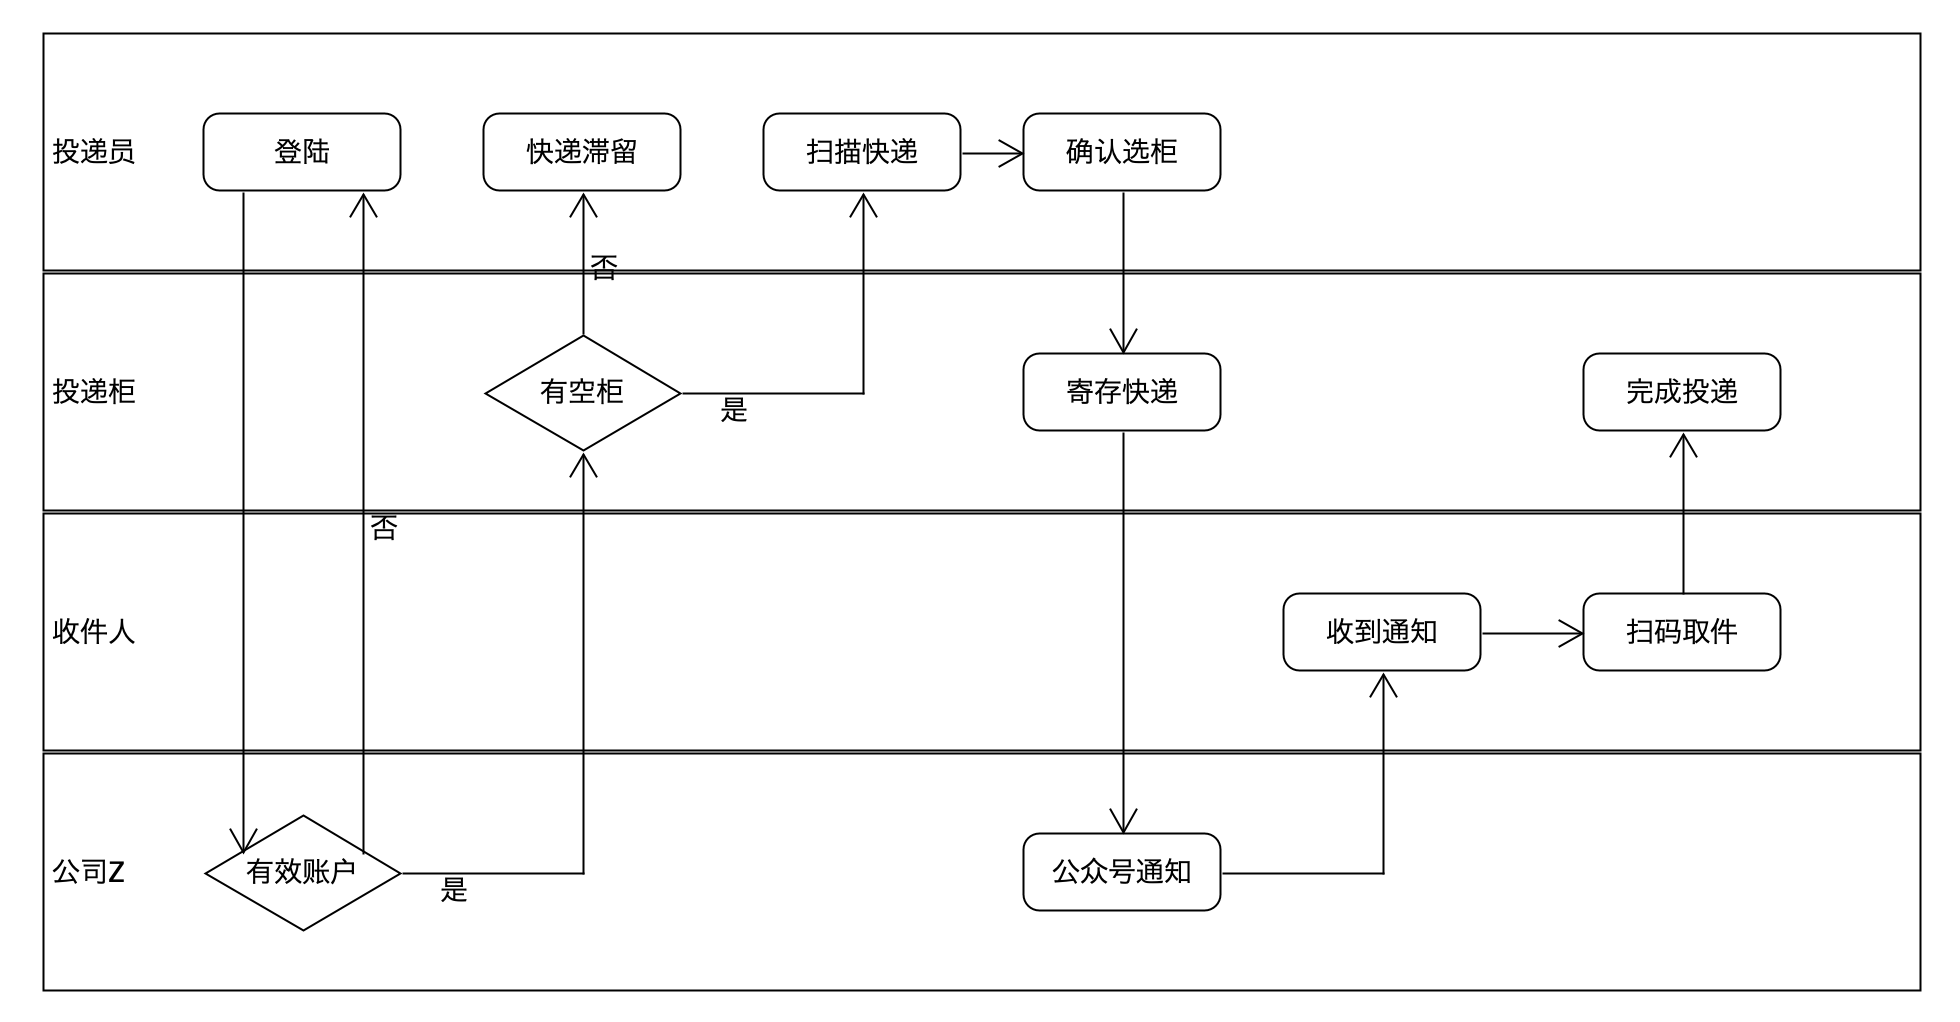 投递员
登陆
快递滞留
扫描快递
确认选柜
否
投递柜
有空柜
是
寄存快递
完成投递
否
收件人
收到通知
扫码取件
公司Z
有效账户
是
公众号通知